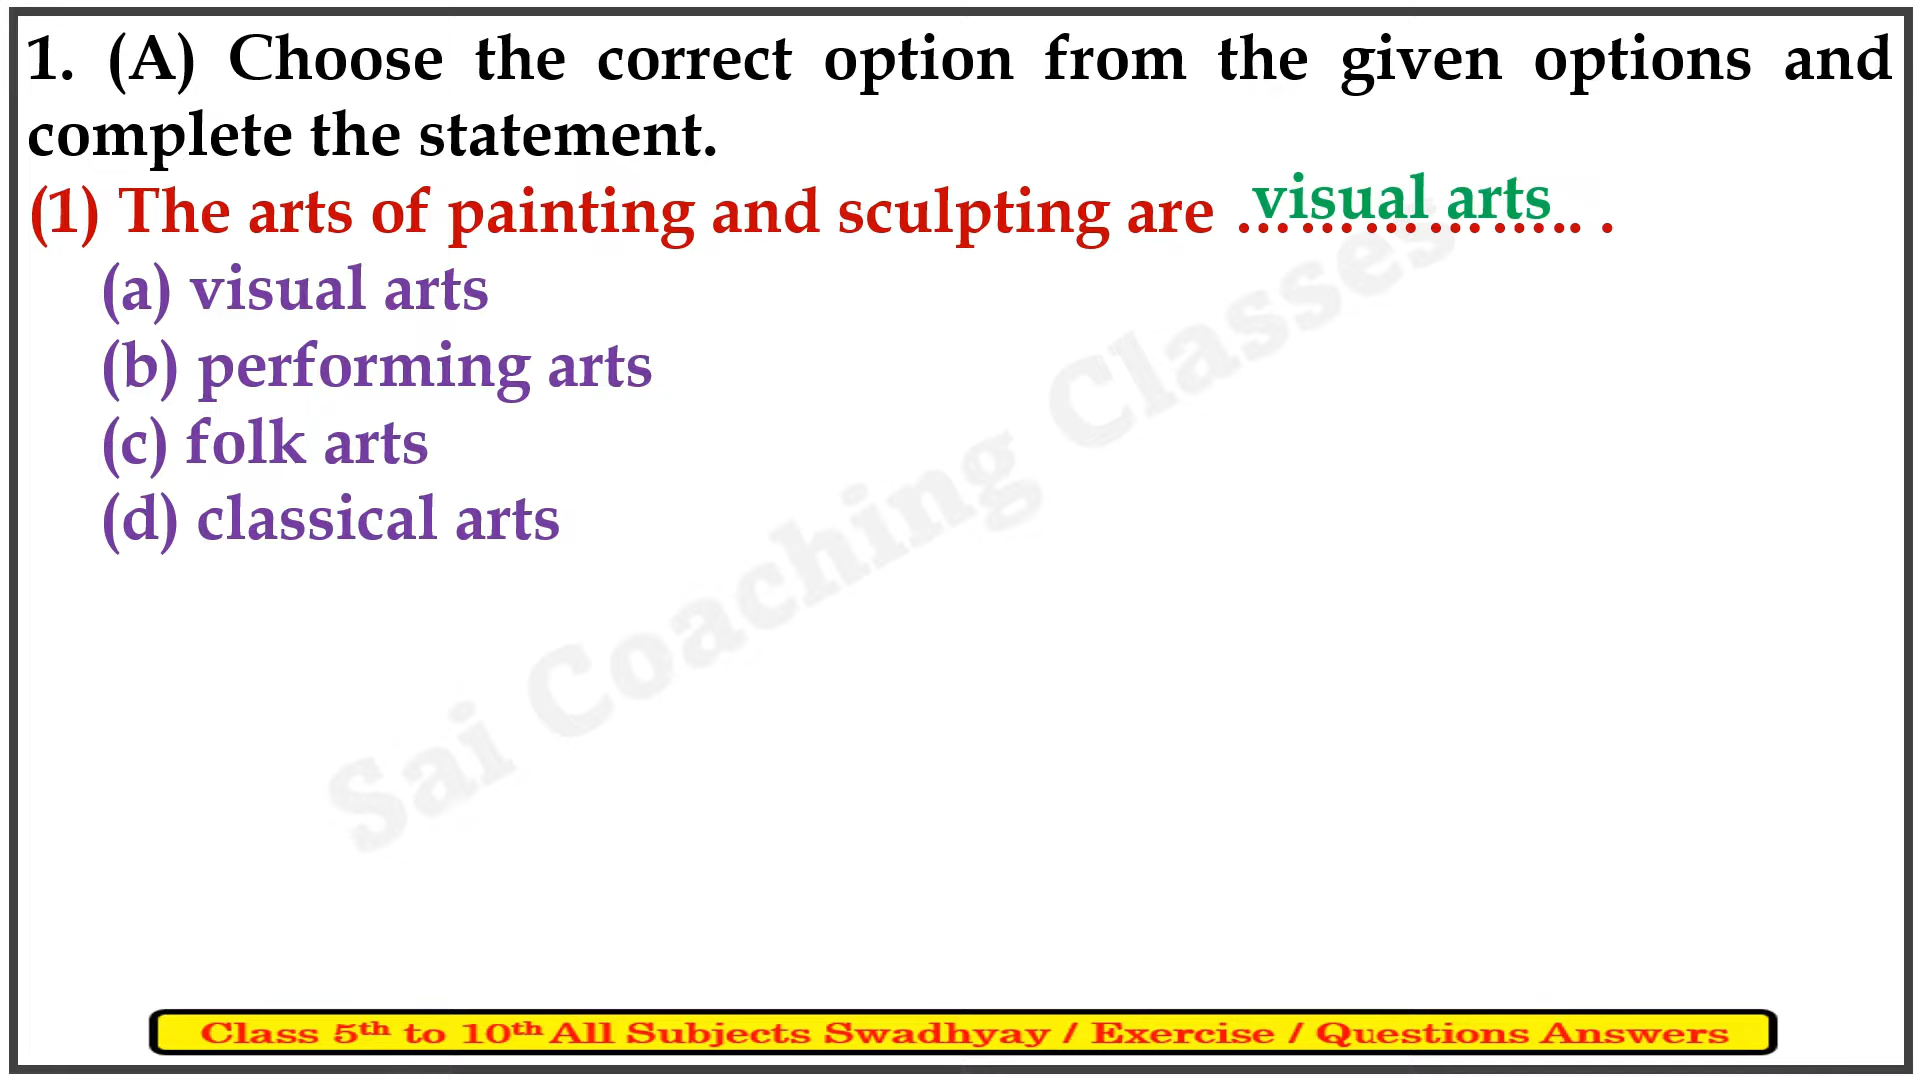 1. (A) Choose the correct option from the given options and
complete the statement.
(1) The arts of painting and sculpting are ......visual arts...... .
(a) visual arts
(b) performing arts
(c) folk arts
(d) classical arts
Sai Coaching Classes
Class 5th to 10th All Subjects Swadhyay / Exercise / Questions Answers